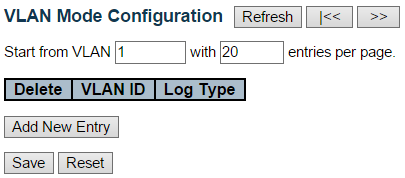 VLAN Mode Configuration Refresh |<< >>
Start from VLAN 1 with 20 entries per page.
Delete VLAN ID Log Type
Add New Entry
Save Reset